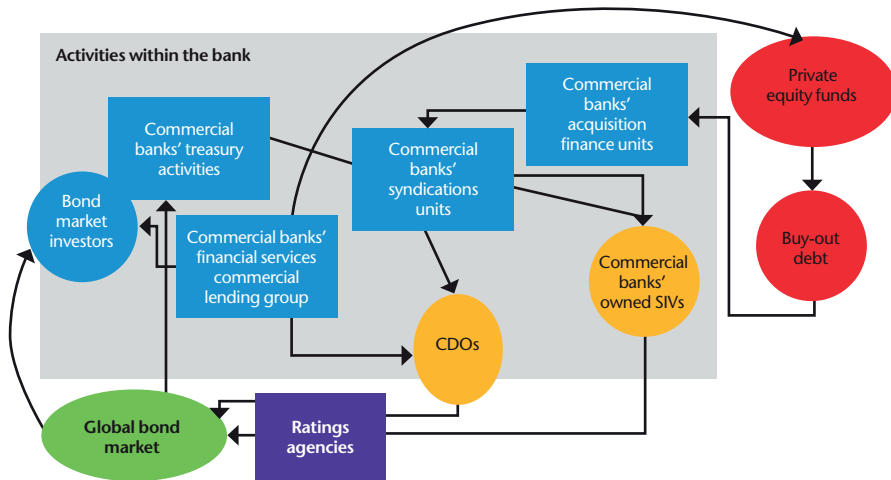 Activities within the bank
Private
equity funds
Commercial
banks’
acquisition
finance units
Commercial
banks’ treasury
activities
Commercial
banks’
syndications
units
Bond
market
investors
Commercial banks’
financial services
commercial
lending group
Buy-out
debt
Commercial
banks’
owned SIVs
CDOs
Global bond
market
Ratings
agencies